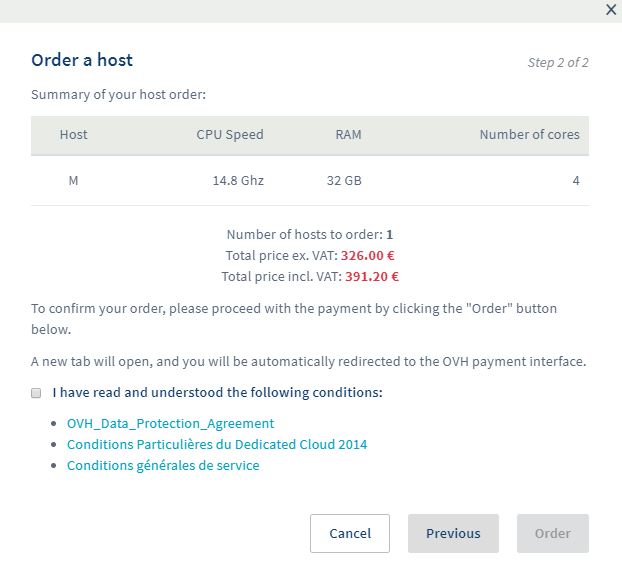 Order a host
Step 2 of 2
Summary of your host order:
Host CPU Speed RAM Number of cores
M 14.8 Ghz 32 GB 4
Number of hosts to order: 1
Total price ex. VAT: 326.00 €
Total price incl. VAT: 391.20 €
To confirm your order, please proceed with the payment by clicking the "Order" button
below.
A new tab will open, and you will be automatically redirected to the OVH payment interface.
I have read and understood the following conditions:
OVH_Data_Protection_Agreement
Conditions Particulières du Dedicated Cloud 2014
Conditions générales de service
Cancel Previous Order